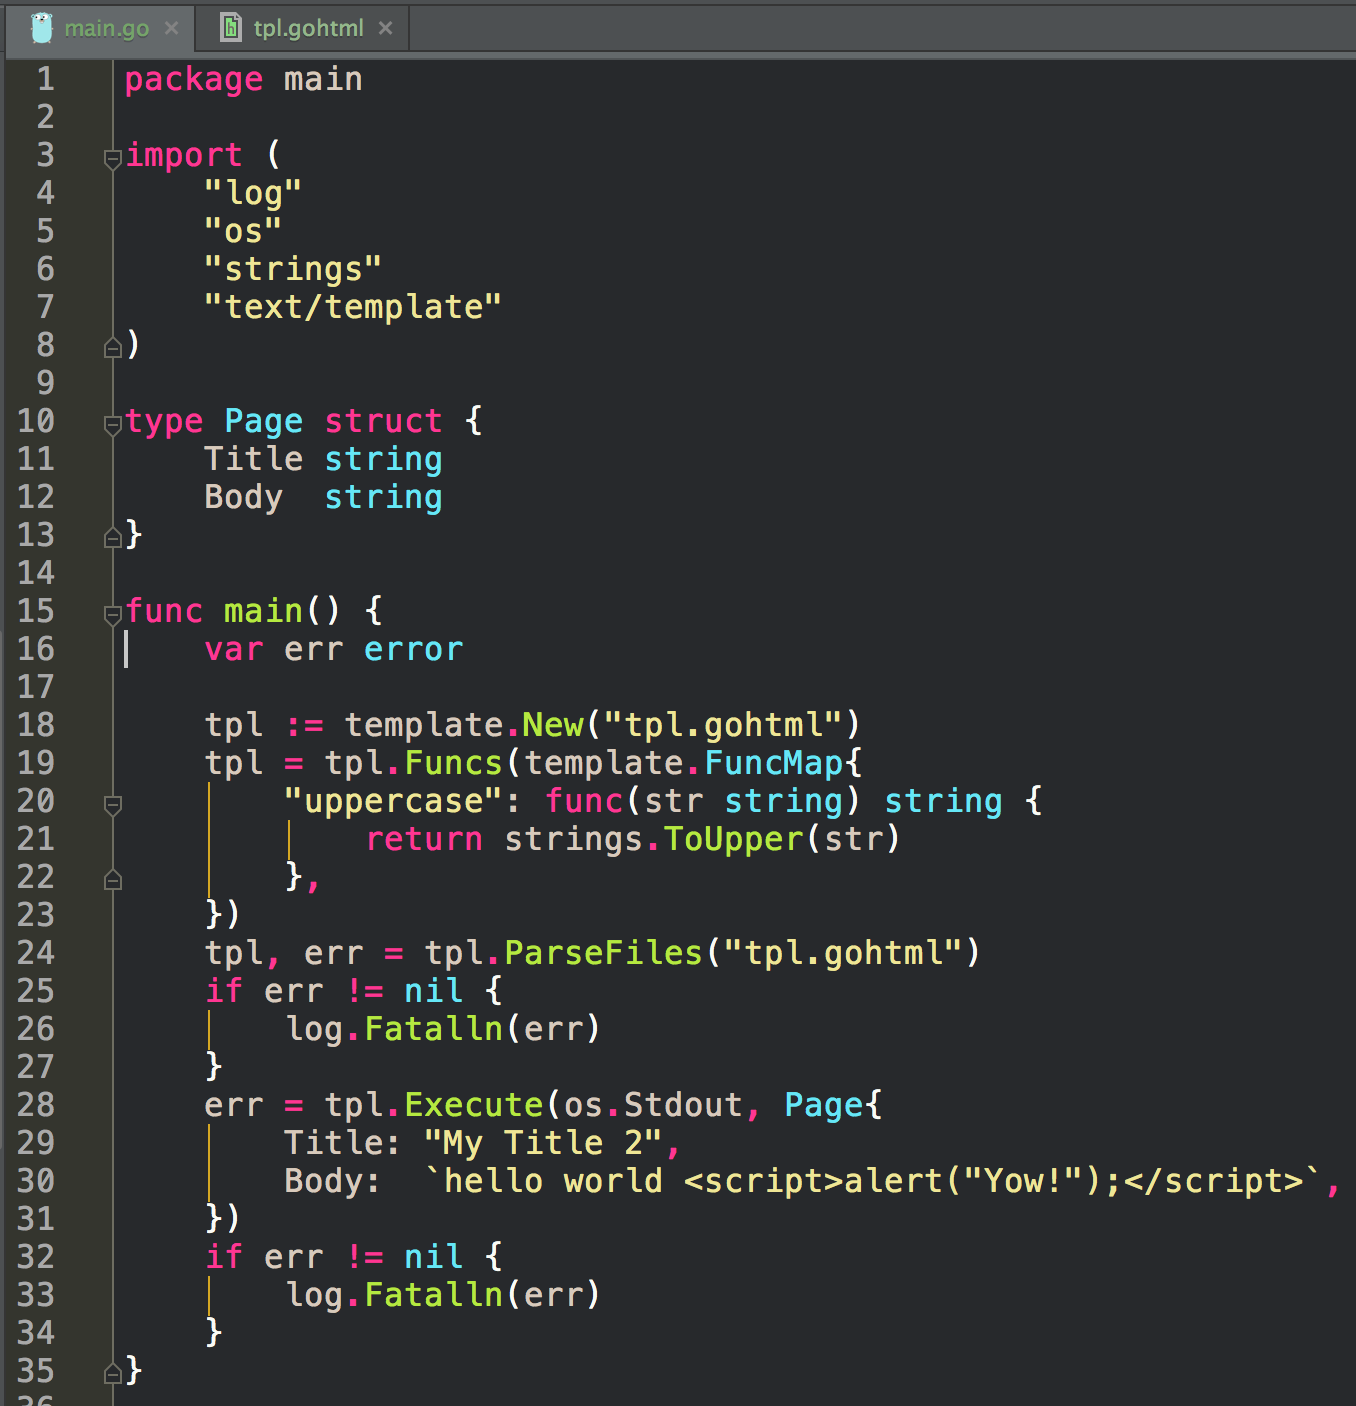 main.go tpl.gohtml
1 package main
2
3 import (
4     "log"
5     "os"
6     "strings"
7     "text/template"
8 )
9
10 type Page struct {
11     Title string
12     Body  string
13 }
14
15 func main() {
16     var err error
17
18     tpl := template.New("tpl.gohtml")
19     tpl = tpl.Funcs(template.FuncMap{
20         "uppercase": func(str string) string {
21             return strings.ToUpper(str)
22         },
23     })
24     tpl, err = tpl.ParseFiles("tpl.gohtml")
25     if err != nil {
26         log.Fatalln(err)
27     }
28     err = tpl.Execute(os.Stdout, Page{
29         Title: "My Title 2",
30         Body:  `hello world <script>alert("Yow!");</script>`,
31     })
32     if err != nil {
33         log.Fatalln(err)
34     }
35 }
36